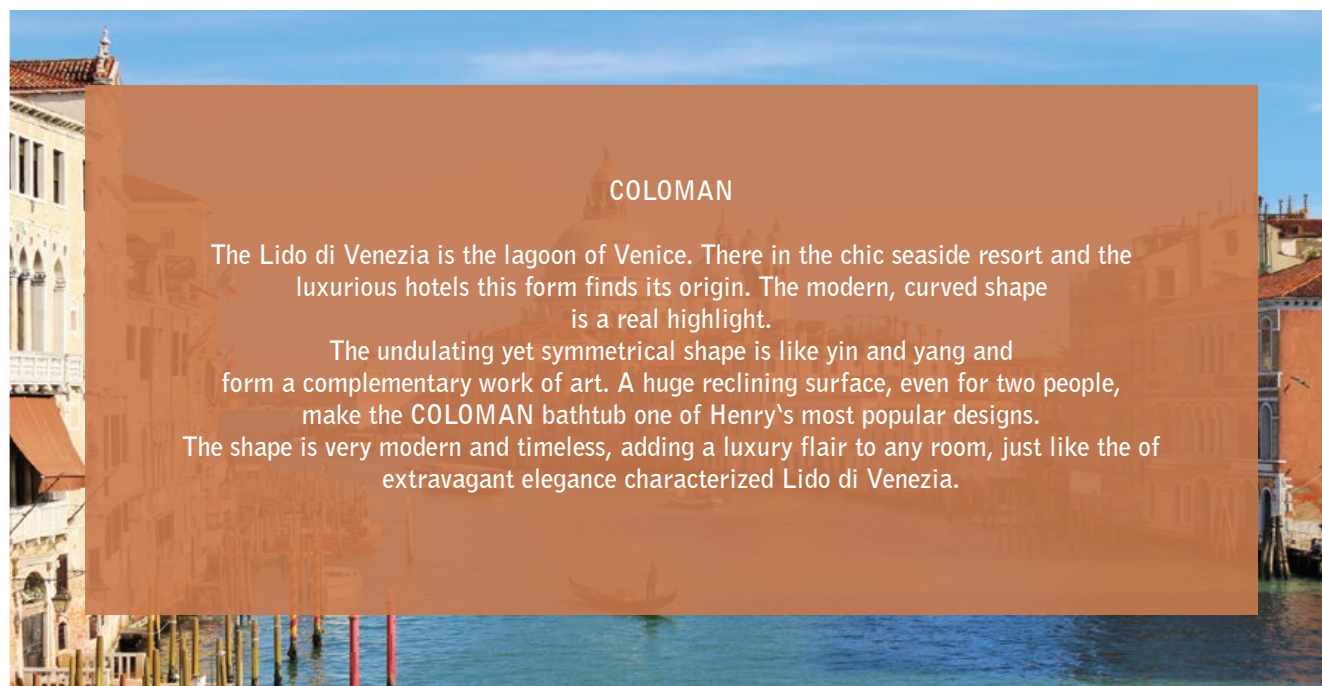 COLOMAN
The Lido di Venezia is the lagoon of Venice. There in the chic seaside resort and the
luxurious hotels this form finds its origin. The modern, curved shape
is a real highlight.
The undulating yet symmetrical shape is like yin and yang and
form a complementary work of art. A huge reclining surface, even for two people,
make the COLOMAN bathtub one of Henry‘s most popular designs.
The shape is very modern and timeless, adding a luxury flair to any room, just like the of
extravagant elegance characterized Lido di Venezia.